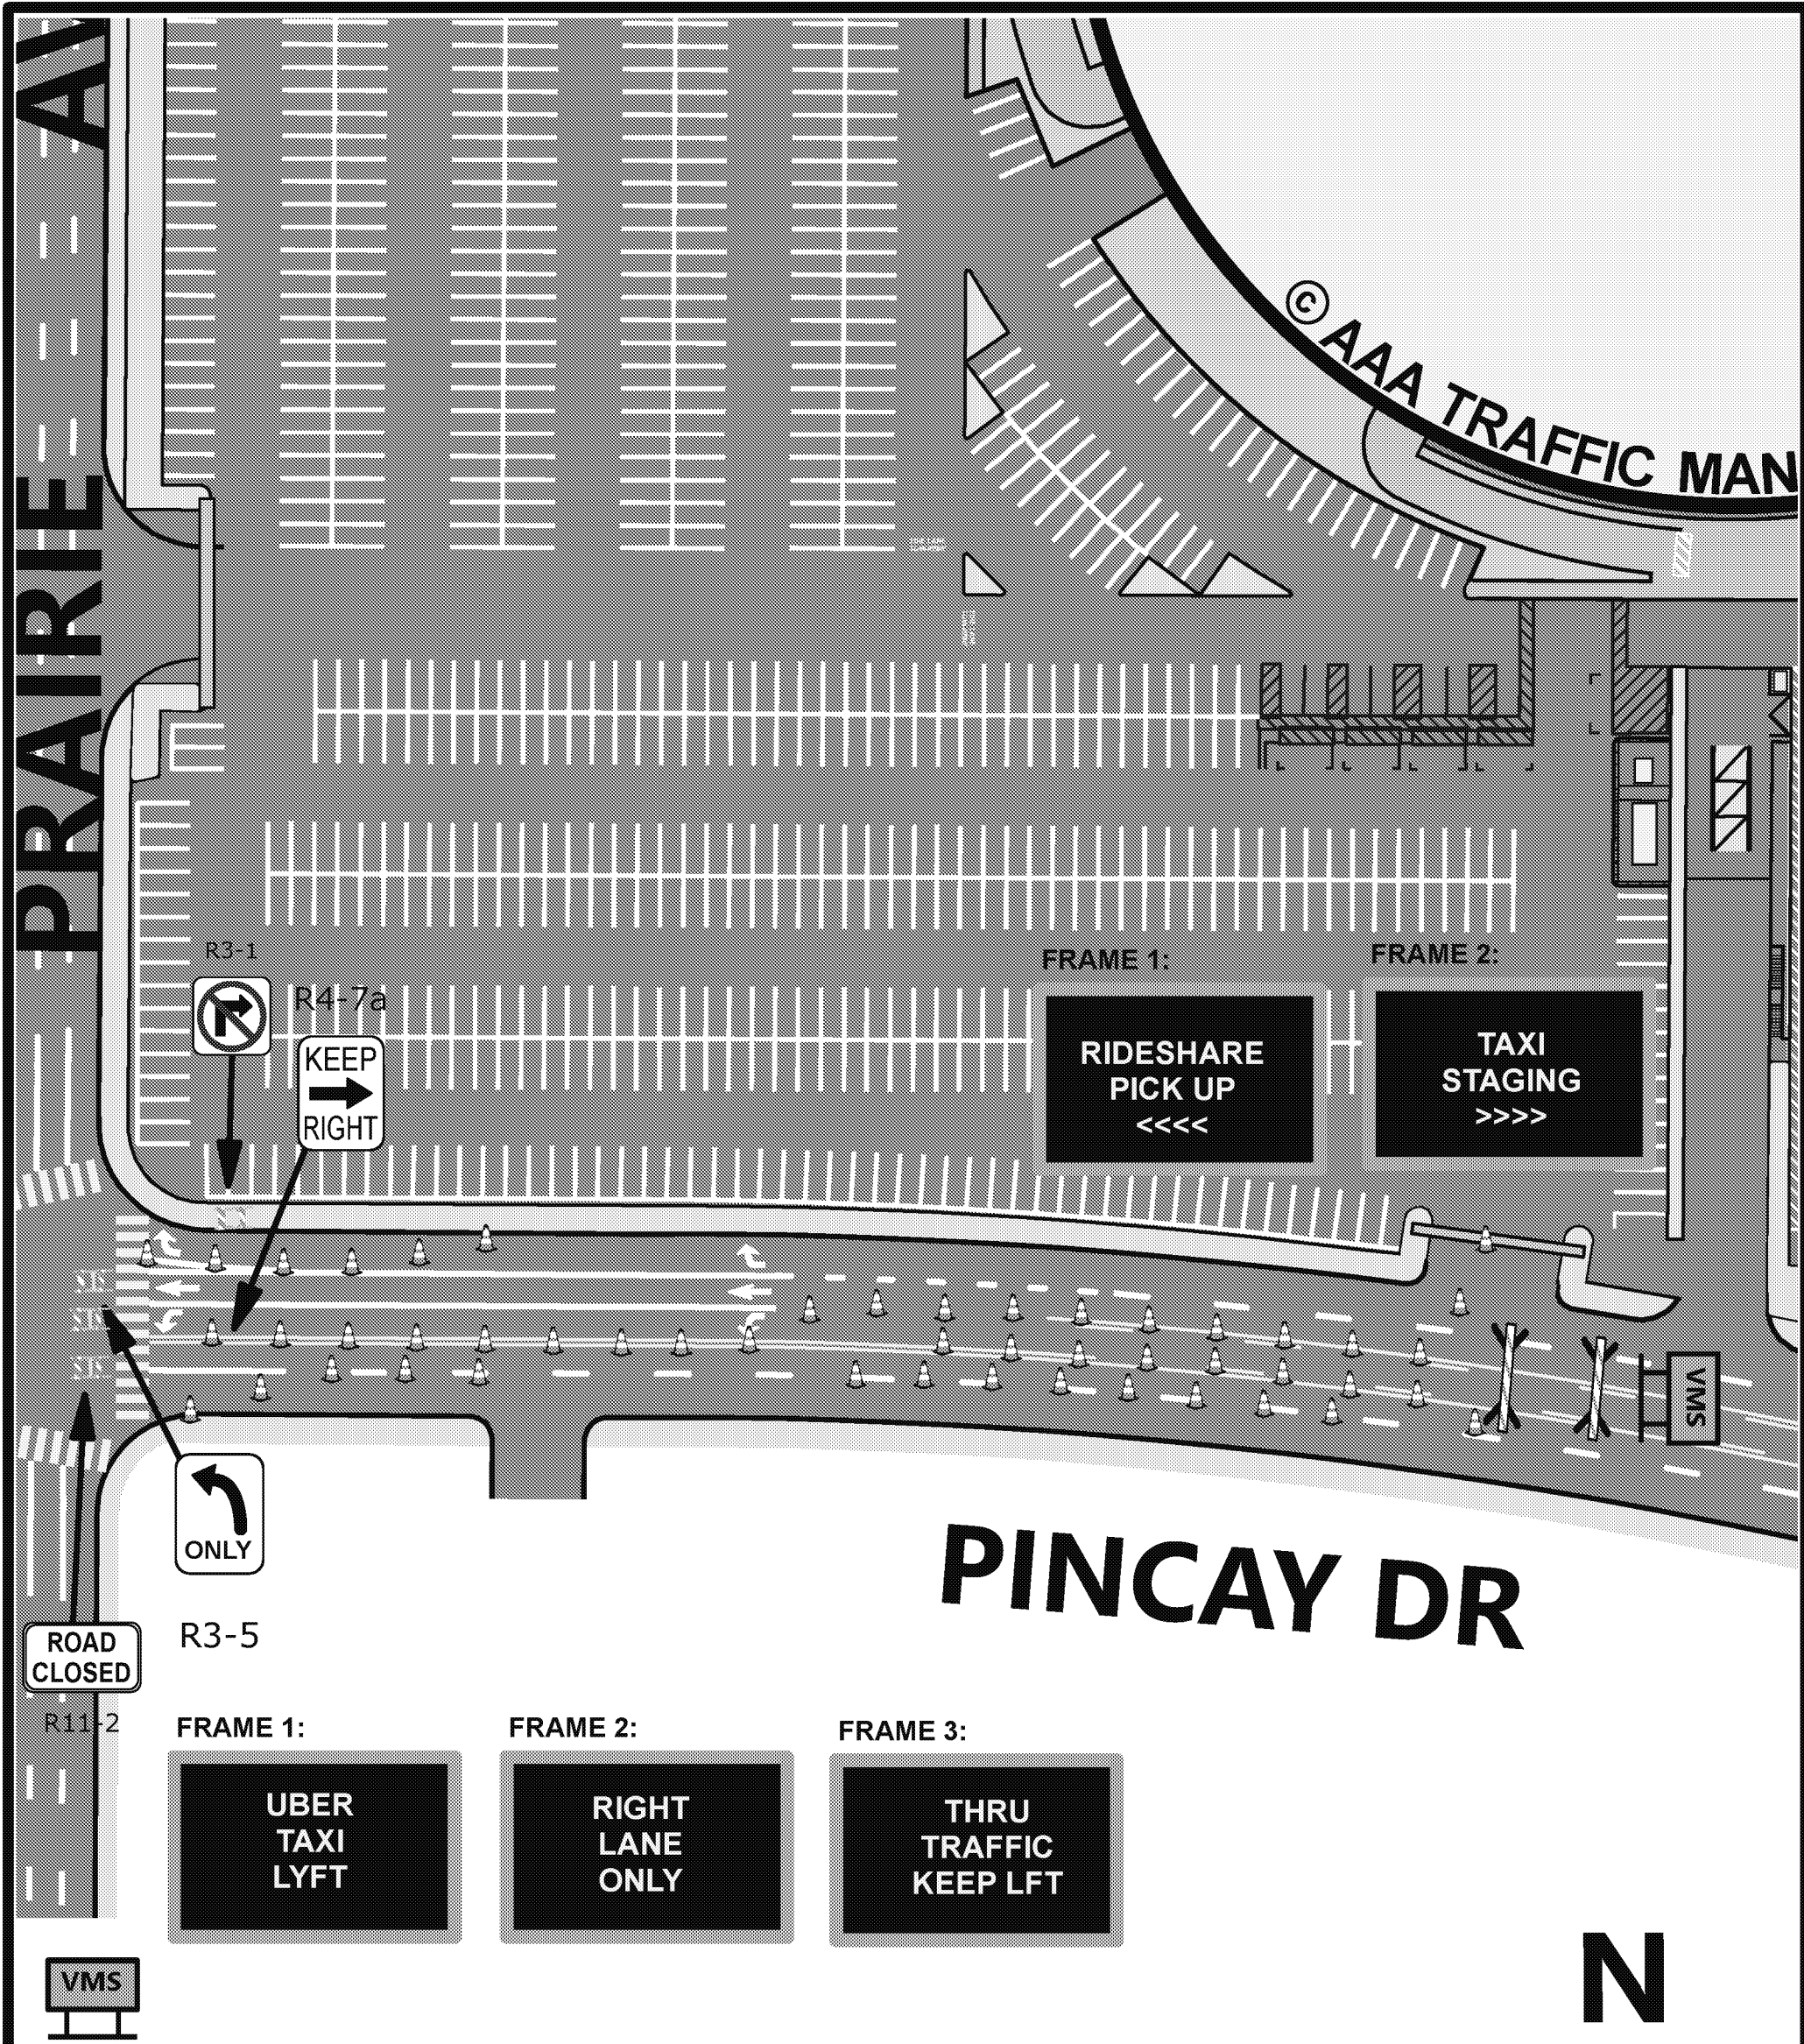 PRAIRIE AV
© AAA TRAFFIC MAN
R3-1
R4-7a
KEEP
RIGHT
FRAME 1:
RIDESHARE
PICK UP
<<<<
FRAME 2:
TAXI
STAGING
>>>>
VMS
ONLY
R3-5
ROAD
CLOSED
R11-2
PINCAY DR
FRAME 1:
UBER
TAXI
LYFT
FRAME 2:
RIGHT
LANE
ONLY
FRAME 3:
THRU
TRAFFIC
KEEP LFT
VMS
N